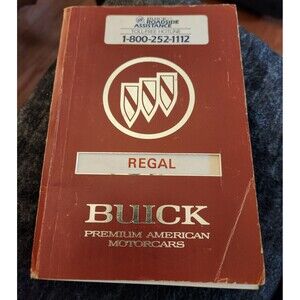 ROADSIDE
ASSISTANCE
TOLL-FREE HOTLINE
1-800-252-1112
REGAL
BUICK
PREMIUM AMERICAN
MOTORCARS